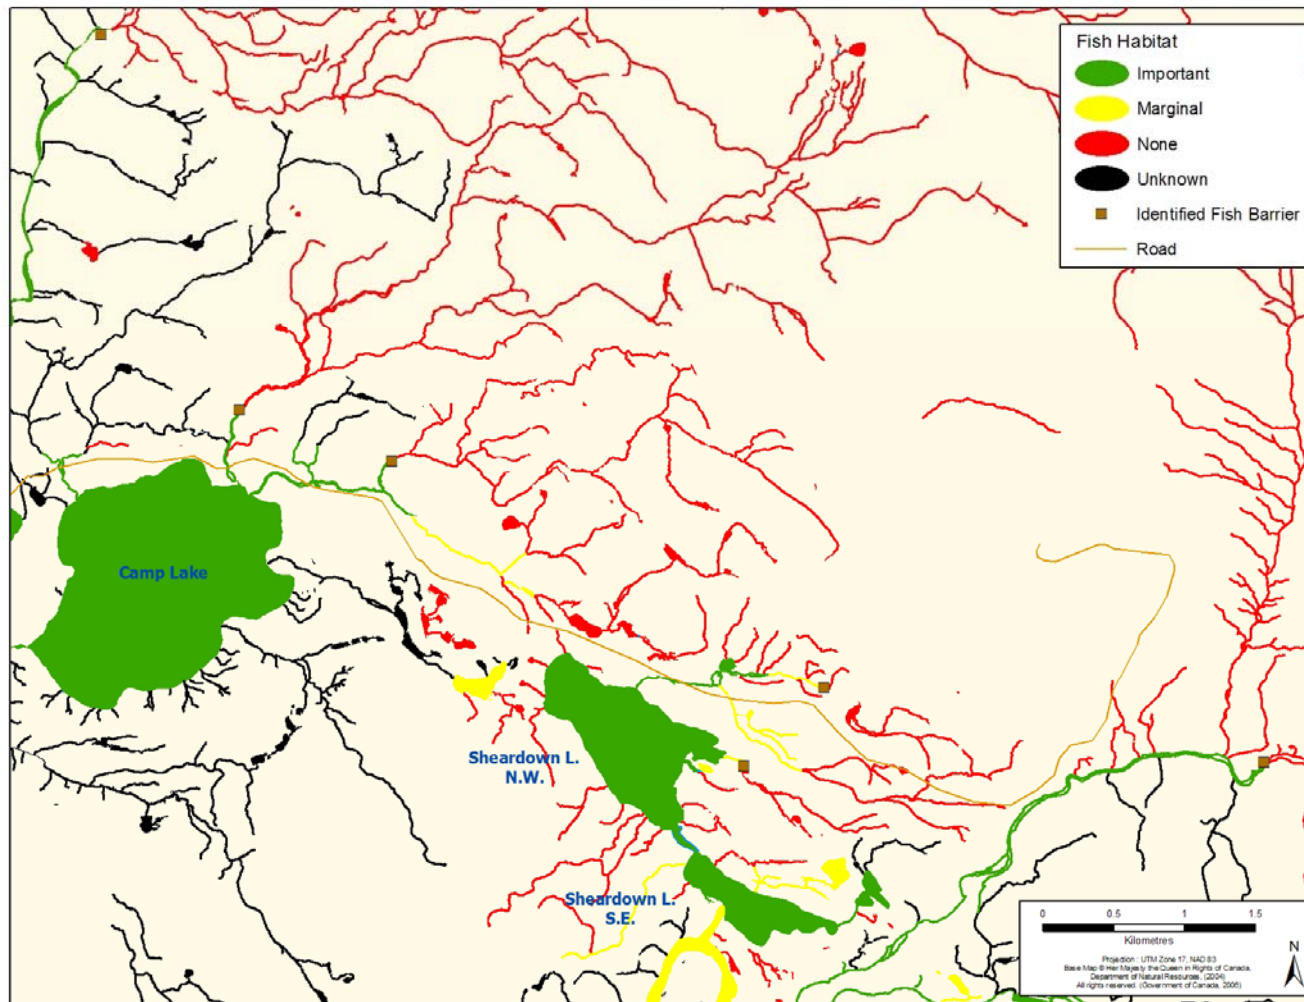 Fish Habitat
Important
Marginal
None
Unknown
Identified Fish Barrier
Road
Camp Lake
Sheardown L.
N.W.
Sheardown L.
S.E.
0 0.5 1 1.5
Kilometres
N
Projection : UTM Zone 17, NAD 83
Base Map © Her Majesty the Queen in Rights of Canada,
Department of Natural Resources, (2004)
All rights reserved. (Government of Canada, 2006)